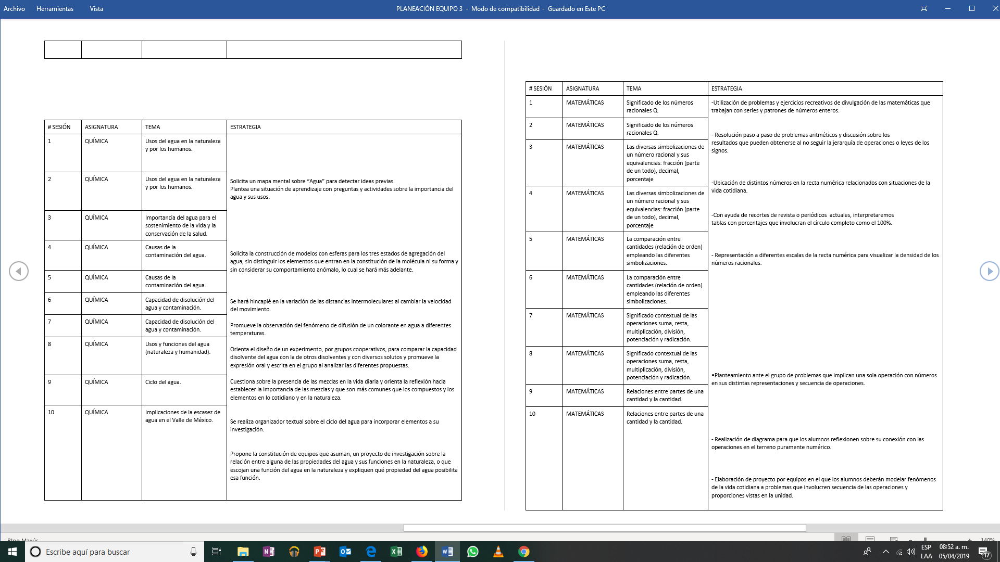 Archivo Herramientas Vista
PLANEACIÓN EQUIPO 3 - Modo de compatibilidad - Guardado en Este PC
# SESIÓN ASIGNATURA TEMA ESTRATEGIA
1 QUÍMICA Usos del agua en la naturaleza
y por los humanos.
2 QUÍMICA Usos del agua en la naturaleza
y por los humanos.
3 QUÍMICA Importancia del agua para el
sostenimiento de la vida y la
conservación de la salud.
4 QUÍMICA Causas de la
contaminación del agua.
5 QUÍMICA Causas de la
contaminación del agua.
6 QUÍMICA Capacidad de disolución del
agua y contaminación.
7 QUÍMICA Capacidad de disolución del
agua y contaminación.
8 QUÍMICA Usos y funciones del agua
(naturaleza y humanidad).
9 QUÍMICA Ciclo del agua.
10 QUÍMICA Implicaciones de la escasez de
agua en el Valle de México.
Solicita un mapa mental sobre “Agua” para detectar ideas previas.
Plantea una situación de aprendizaje con preguntas y actividades sobre la importancia del
agua y sus usos.
Solicita la construcción de modelos con esferas para los tres estados de agregación del
agua, sin distinguir los elementos que entran en la constitución de la molécula ni su forma y
sin considerar su comportamiento anómalo, lo cual se hará más adelante.
Se hará hincapié en la variación de las distancias intermoleculares al cambiar la velocidad
del movimiento.
Promueve la observación del fenómeno de difusión de un colorante en agua a diferentes
temperaturas.
Orienta el diseño de un experimento, por grupos cooperativos, para comparar la capacidad
disolvente del agua con la de otros disolventes y con diversos solutos y promueve la
expresión oral y escrita en el grupo al analizar las diferentes propuestas.
Cuestiona sobre la presencia de las mezclas en la vida diaria y orienta la reflexión hacia
establecer la importancia de las mezclas y que son más comunes que los compuestos y los
elementos en lo cotidiano y en la naturaleza.
Se realiza organizador textual sobre el ciclo del agua para incorporar elementos a su
investigación.
Propone la constitución de equipos que asuman, un proyecto de investigación sobre la
relación entre alguna de las propiedades del agua y sus funciones en la naturaleza, o que
escojan una función del agua en la naturaleza y expliquen qué propiedad del agua posibilita
esa función.
# SESIÓN ASIGNATURA TEMA ESTRATEGIA
1 MATEMÁTICAS Significado de los números
racionales Q.
2 MATEMÁTICAS Significado de los números
racionales Q.
3 MATEMÁTICAS Las diversas simbolizaciones de
un número racional y sus
equivalencias: fracción (parte
de un todo), decimal,
porcentaje
4 MATEMÁTICAS Las diversas simbolizaciones de
un número racional y sus
equivalencias: fracción (parte
de un todo), decimal,
porcentaje
5 MATEMÁTICAS La comparación entre
cantidades (relación de orden)
empleando las diferentes
simbolizaciones.
6 MATEMÁTICAS La comparación entre
cantidades (relación de orden)
empleando las diferentes
simbolizaciones.
7 MATEMÁTICAS Significado contextual de las
operaciones suma, resta,
multiplicación, división,
potenciación y radicación.
8 MATEMÁTICAS Significado contextual de las
operaciones suma, resta,
multiplicación, división,
potenciación y radicación.
9 MATEMÁTICAS Relaciones entre partes de una
cantidad y la cantidad.
10 MATEMÁTICAS Relaciones entre partes de una
cantidad y la cantidad.
-Utilización de problemas y ejercicios recreativos de divulgación de las matemáticas que
trabajan con series y patrones de números enteros.
- Resolución paso a paso de problemas aritméticos y discusión sobre los
resultados que pueden obtenerse al no seguir la jerarquía de operaciones o leyes de los
signos.
-Ubicación de distintos números en la recta numérica relacionados con situaciones de la
vida cotidiana.
-Con ayuda de recortes de revista o periódicos actuales, interpretaremos
tablas con porcentajes que involucran el círculo completo como el 100%.
- Representación a diferentes escalas de la recta numérica para visualizar la densidad de los
números racionales.
•Planteamiento ante el grupo de problemas que implican una sola operación con números
en sus distintas representaciones y secuencia de operaciones.
- Realización de diagrama para que los alumnos reflexionen sobre su conexión con las
operaciones en el terreno puramente numérico.
- Elaboración de proyecto por equipos en el que los alumnos deberán modelar fenómenos
de la vida cotidiana a problemas que involucren secuencia de las operaciones y
proporciones vistas en la unidad.
Bloq Mayús
140%
Escribe aquí para buscar
ESP
LAA
08:52 a. m.
05/04/2019
17